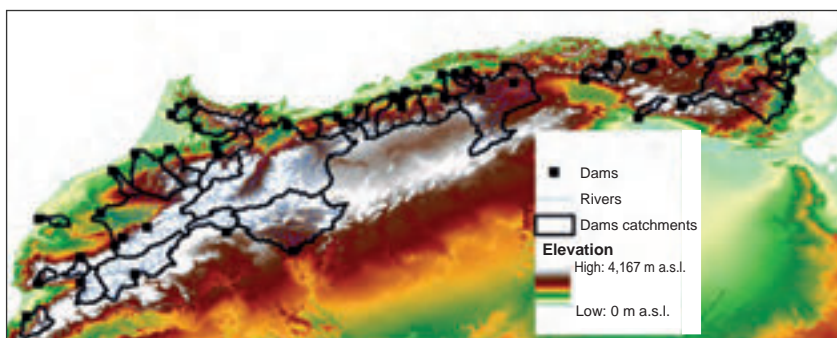 Dams
Rivers
Dams catchments
Elevation
High: 4,167 m a.s.l.
Low: 0 m a.s.l.